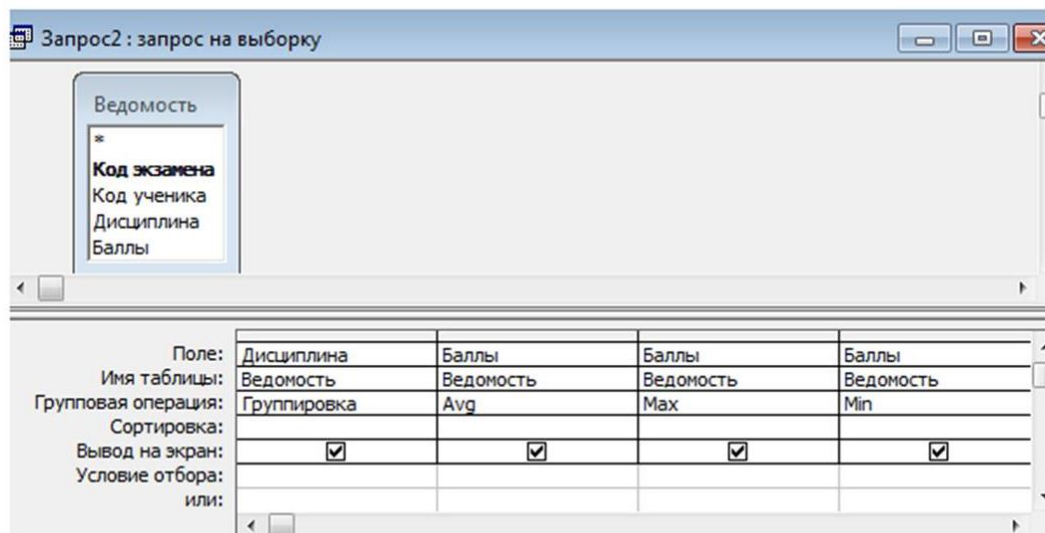 Запрос2 : запрос на выборку
Ведомость
*
Код экзамена
Код ученика
Дисциплина
Баллы
Поле: Дисциплина Баллы Баллы Баллы
Имя таблицы: Ведомость Ведомость Ведомость Ведомость
Групповая операция: Группировка Avg Max Min
Сортировка:
Вывод на экран:
Условие отбора:
или: